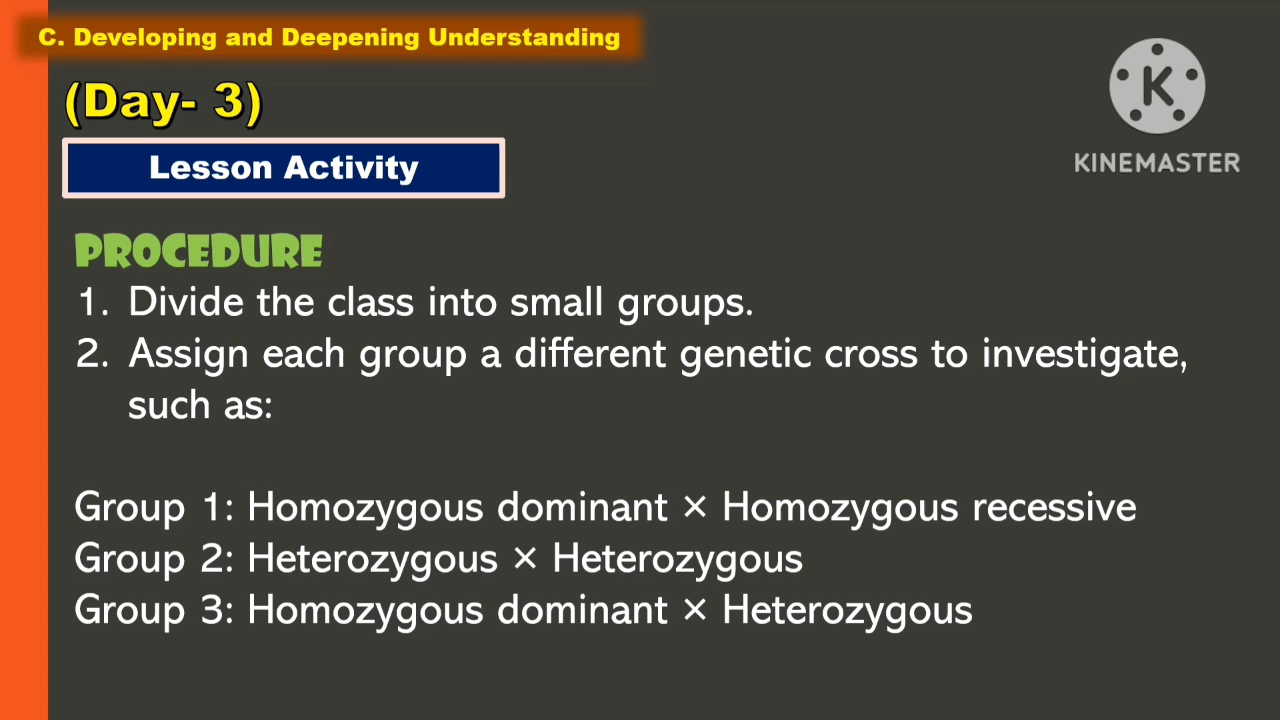 C. Developing and Deepening Understanding
(Day- 3)
K
KINEMASTER
Lesson Activity
PROCEDURE
1. Divide the class into small groups.
2. Assign each group a different genetic cross to investigate,
such as:
Group 1: Homozygous dominant × Homozygous recessive
Group 2: Heterozygous × Heterozygous
Group 3: Homozygous dominant × Heterozygous